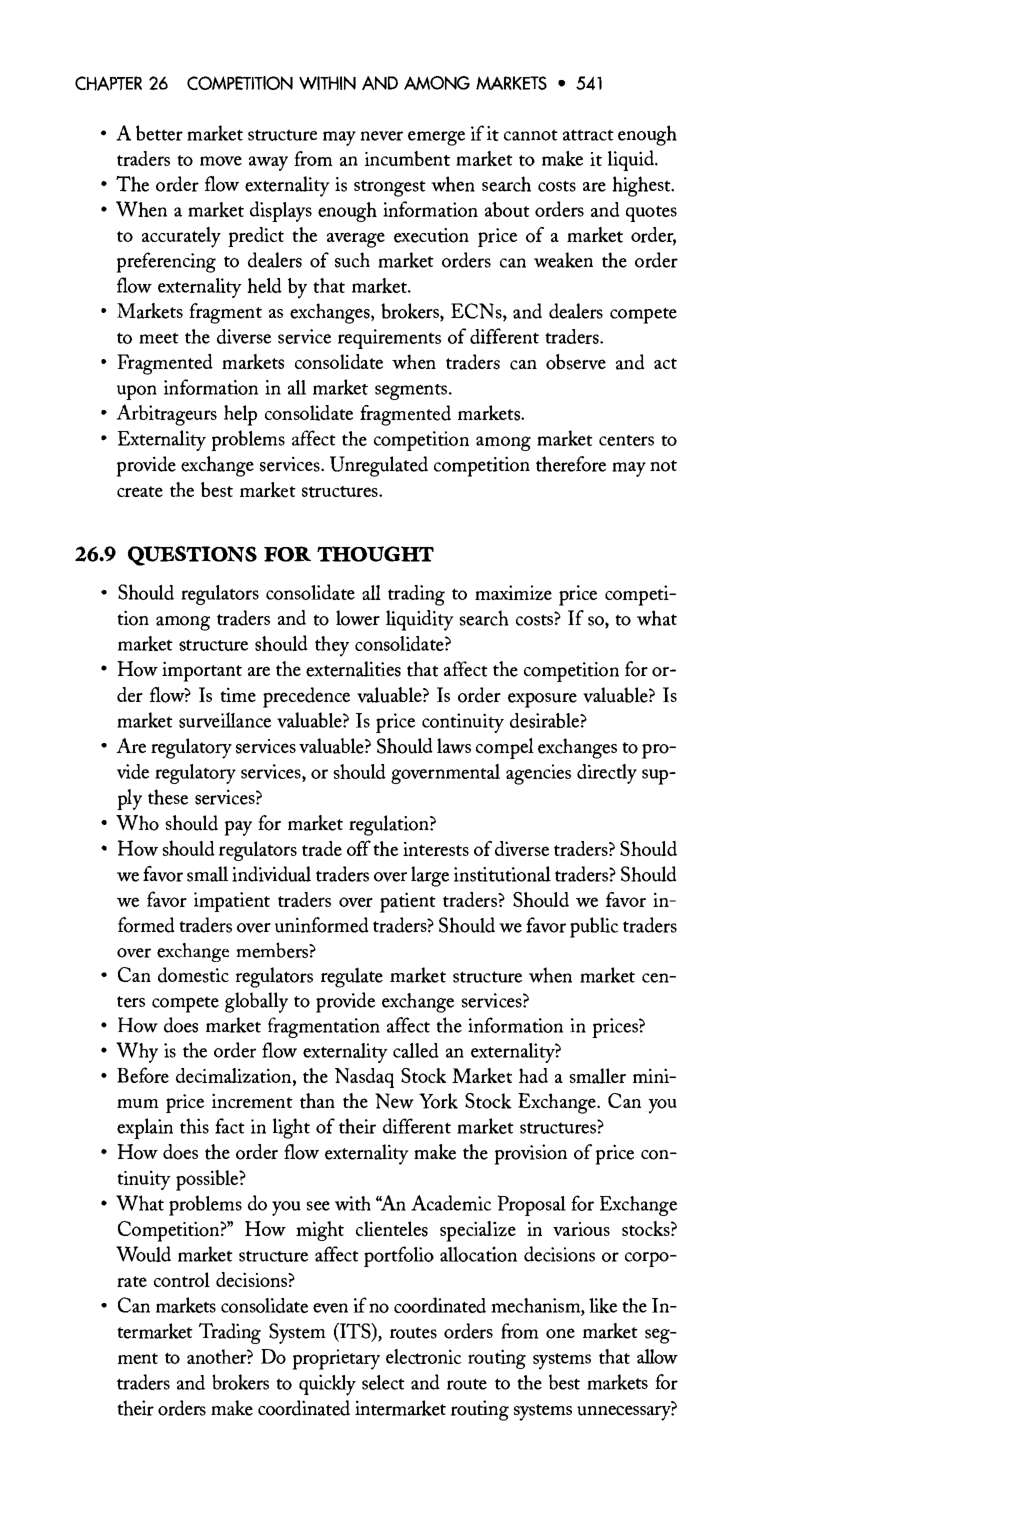 CHAPTER 26 COMPETITION WITHIN AND AMONG MARKETS • 541
• A better market structure may never emerge if it cannot attract enough
traders to move away from an incumbent market to make it liquid.
• The order flow externality is strongest when search costs are highest.
• When a market displays enough information about orders and quotes
to accurately predict the average execution price of a market order,
preferencing to dealers of such market orders can weaken the order
flow externality held by that market.
• Markets fragment as exchanges, brokers, ECNs, and dealers compete
to meet the diverse service requirements of different traders.
• Fragmented markets consolidate when traders can observe and act
upon information in all market segments.
• Arbitrageurs help consolidate fragmented markets.
• Externality problems affect the competition among market centers to
provide exchange services. Unregulated competition therefore may not
create the best market structures.
26.9 QUESTIONS FOR THOUGHT
• Should regulators consolidate all trading to maximize price competi-
tion among traders and to lower liquidity search costs? If so, to what
market structure should they consolidate?
• How important are the externalities that affect the competition for or-
der flow? Is time precedence valuable? Is order exposure valuable? Is
market surveillance valuable? Is price continuity desirable?
• Are regulatory services valuable? Should laws compel exchanges to pro-
vide regulatory services, or should governmental agencies directly sup-
ply these services?
• Who should pay for market regulation?
• How should regulators trade off the interests of diverse traders? Should
we favor small individual traders over large institutional traders? Should
we favor impatient traders over patient traders? Should we favor in-
formed traders over uninformed traders? Should we favor public traders
over exchange members?
• Can domestic regulators regulate market structure when market cen-
ters compete globally to provide exchange services?
• How does market fragmentation affect the information in prices?
• Why is the order flow externality called an externality?
• Before decimalization, the Nasdaq Stock Market had a smaller mini-
mum price increment than the New York Stock Exchange. Can you
explain this fact in light of their different market structures?
• How does the order flow externality make the provision of price con-
tinuity possible?
• What problems do you see with “An Academic Proposal for Exchange
Competition?” How might clienteles specialize in various stocks?
Would market structure affect portfolio allocation decisions or corpo-
rate control decisions?
• Can markets consolidate even if no coordinated mechanism, like the In-
termarket Trading System (ITS), routes orders from one market seg-
ment to another? Do proprietary electronic routing systems that allow
traders and brokers to quickly select and route to the best markets for
their orders make coordinated intermarket routing systems unnecessary?